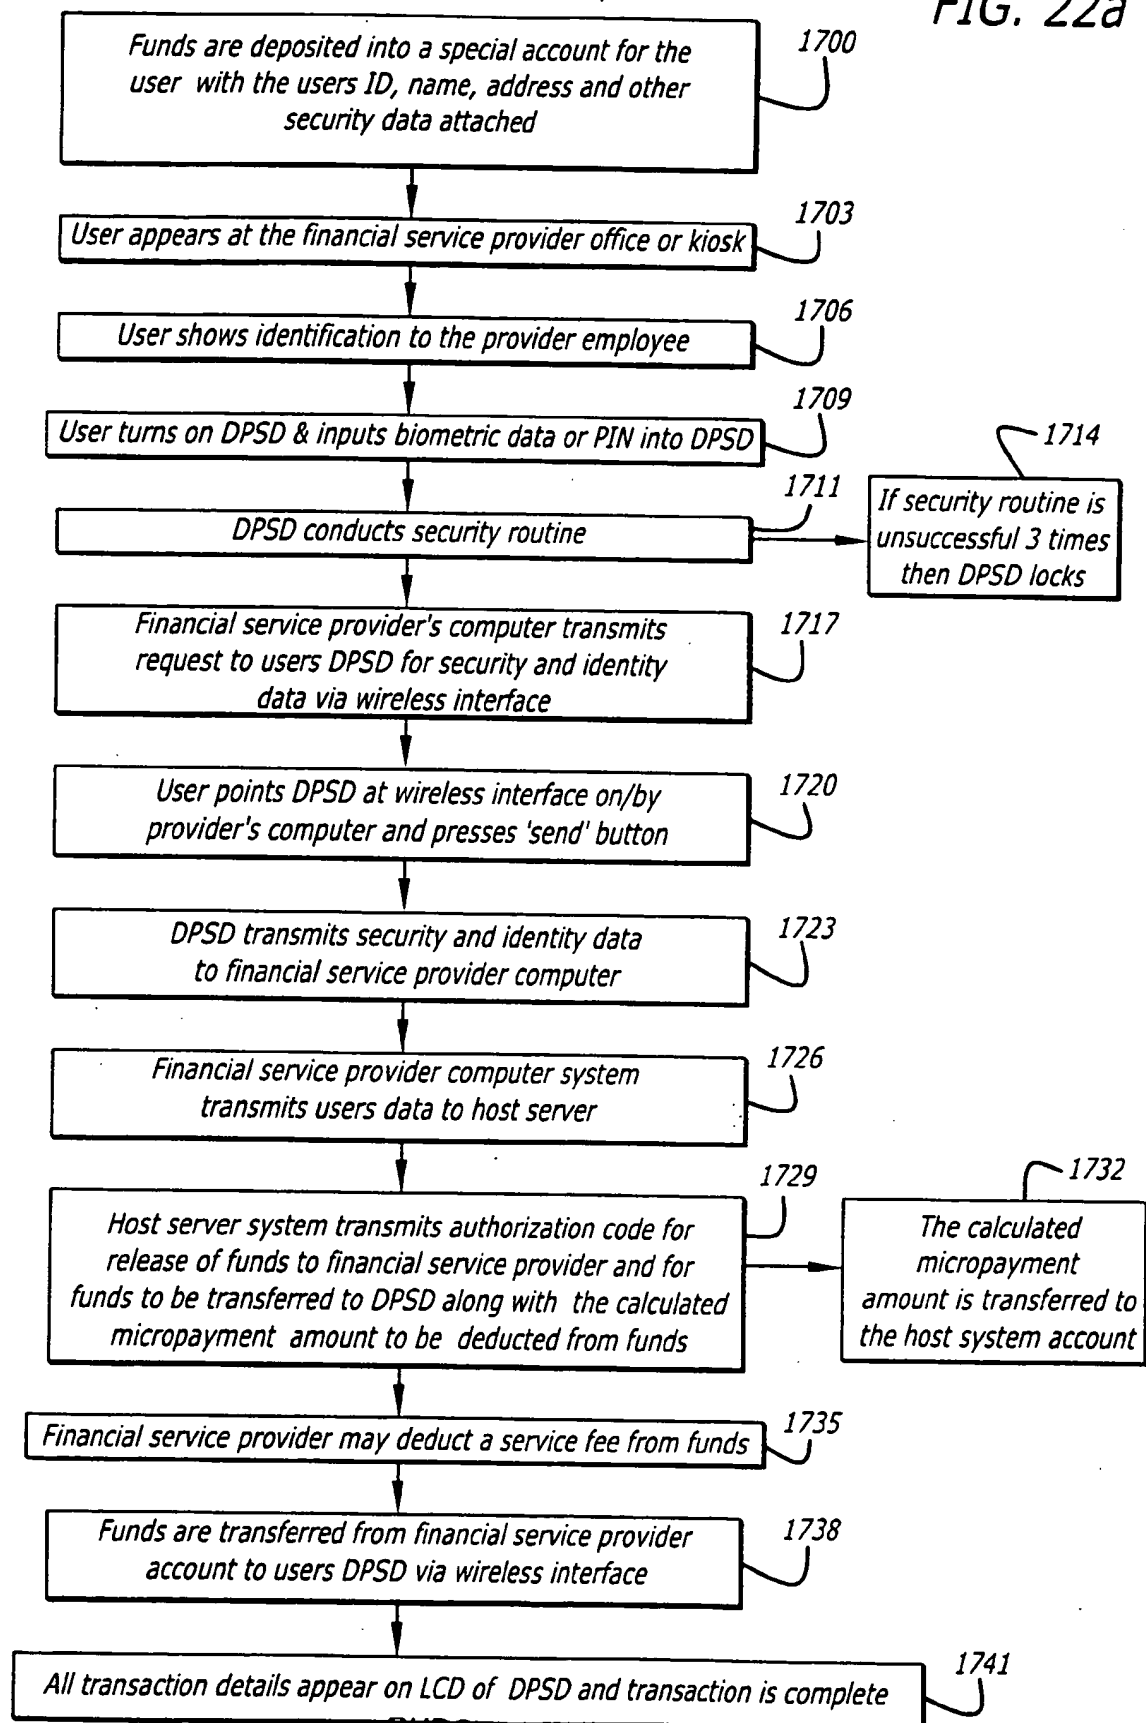 FIG. 22a
Funds are deposited into a special account for the
user with the users ID, name, address and other
security data attached
1700
User appears at the financial service provider office or kiosk
1703
User shows identification to the provider employee
1706
User turns on DPSD & inputs biometric data or PIN into DPSD
1709
DPSD conducts security routine
1711
If security routine is
unsuccessful 3 times
then DPSD locks
1714
Financial service provider's computer transmits
request to users DPSD for security and identity
data via wireless interface
1717
User points DPSD at wireless interface on/by
provider's computer and presses 'send' button
1720
DPSD transmits security and identity data
to financial service provider computer
1723
Financial service provider computer system
transmits users data to host server
1726
Host server system transmits authorization code for
release of funds to financial service provider and for
funds to be transferred to DPSD along with the calculated
micropayment amount to be deducted from funds
1729
The calculated
micropayment
amount is transferred to
the host system account
1732
Financial service provider may deduct a service fee from funds
1735
Funds are transferred from financial service provider
account to users DPSD via wireless interface
1738
All transaction details appear on LCD of DPSD and transaction is complete
1741